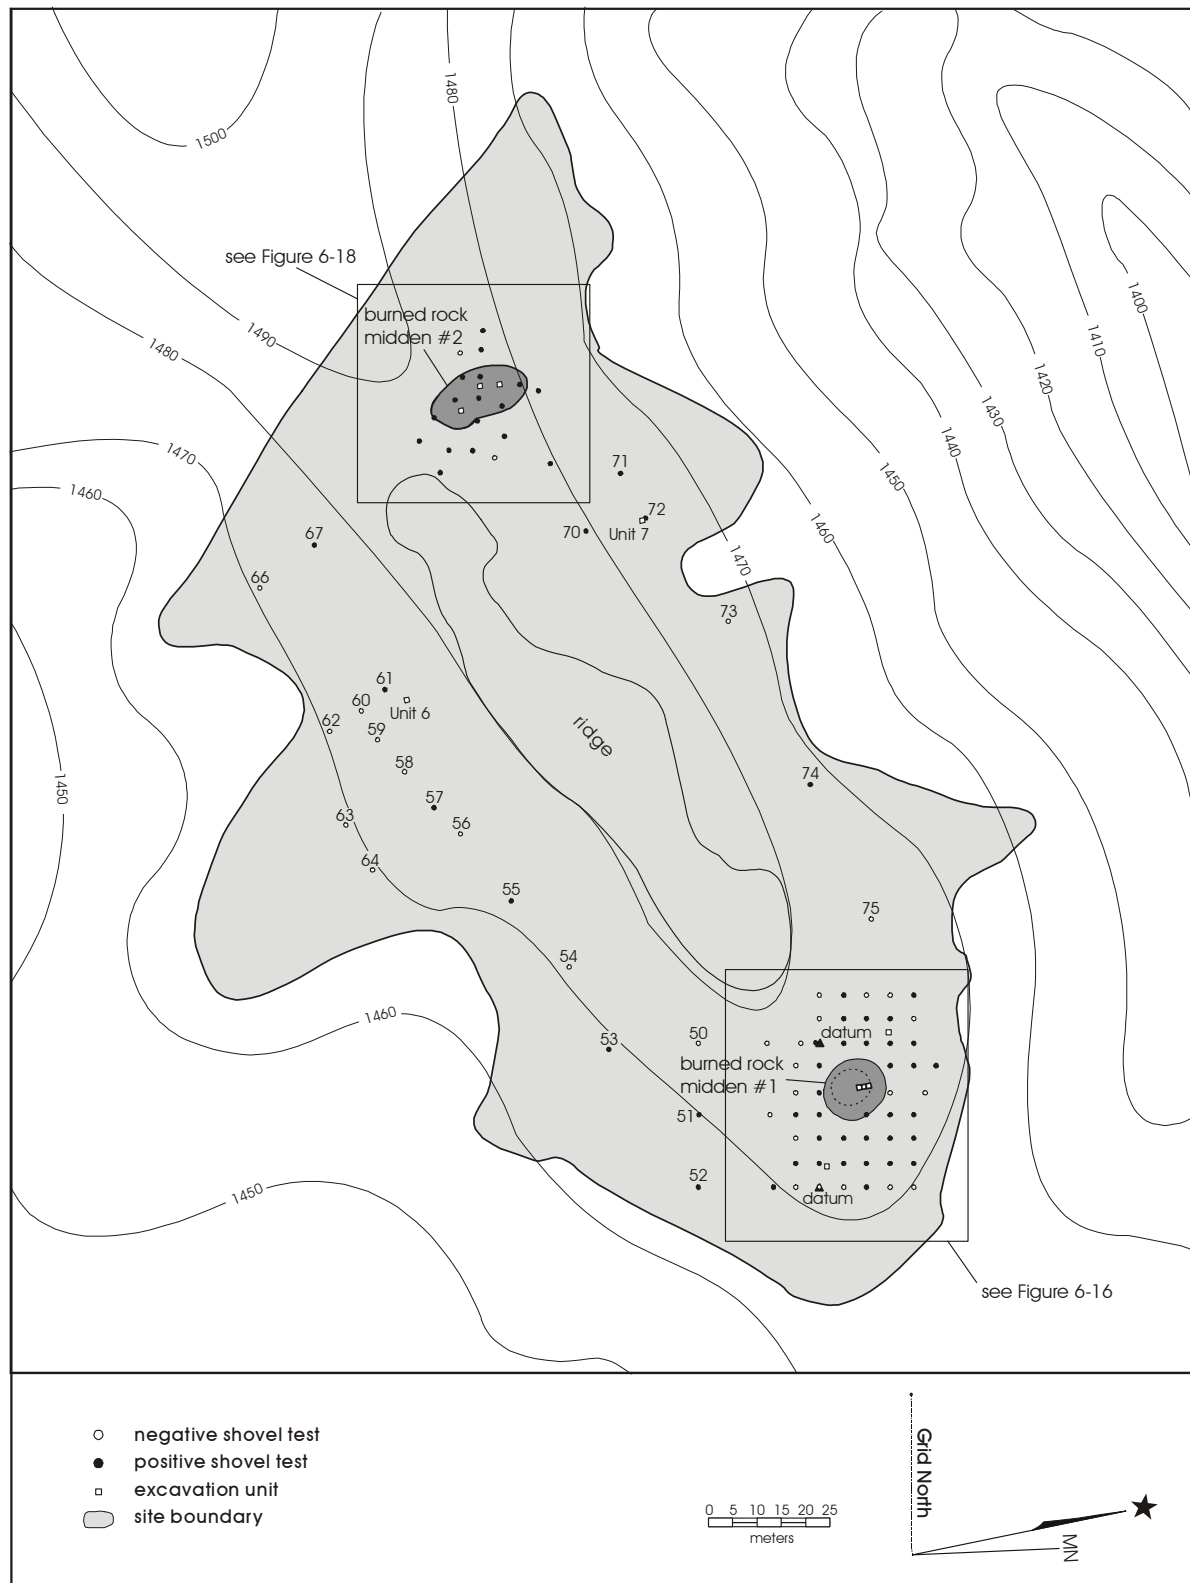 1480
1500
see Figure 6-18
burned rock
midden #2
1400
1410
1490
1480
1420
1430
1440
1470
1450
71
1460
72
1460
70
Unit 7
67
1470
66
73
61
60
Unit 6
62
59
ridge
58
74
1450
57
63
56
64
55
75
54
1460
50
datum
53
burned rock
midden #1
51
52
1450
datum
see Figure 6-16
negative shovel test
positive shovel test
excavation unit
site boundary
0 5 10 15 20 25
meters
Grid North
MN